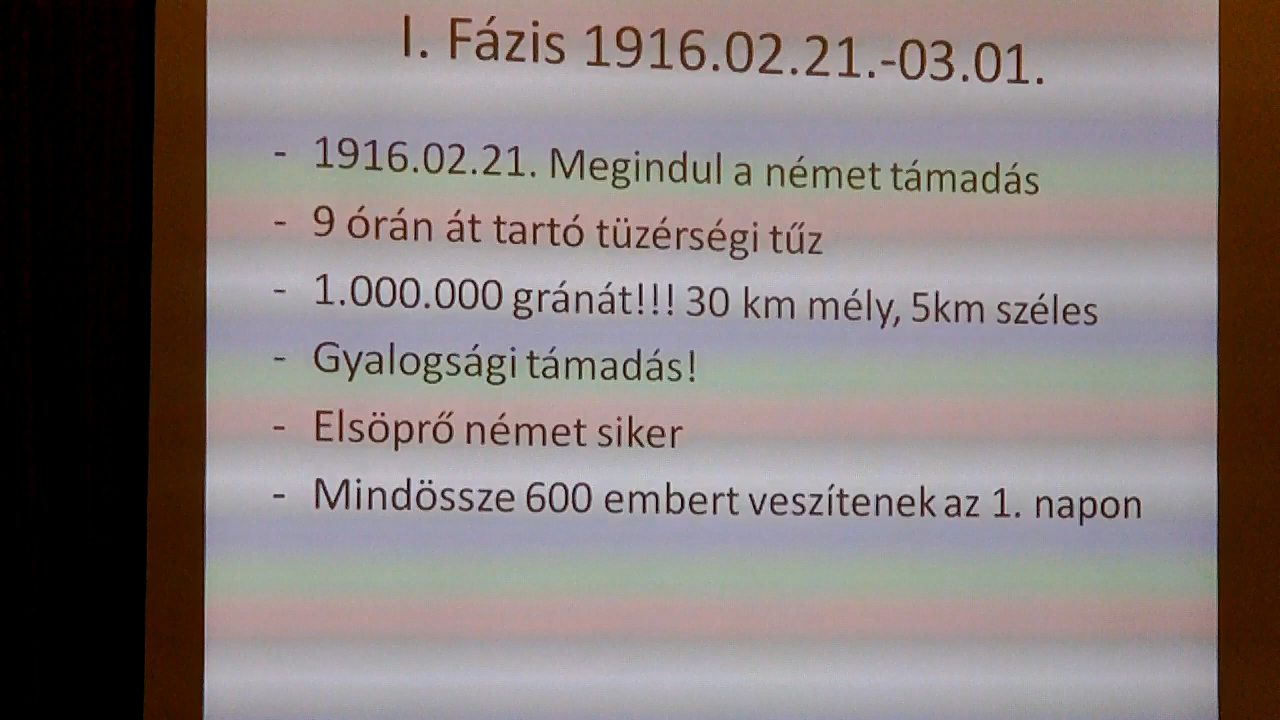 I. Fázis 1916.02.21.-03.01.
- 1916.02.21. Megindul a német támadás
- 9 órán át tartó tüzérségi tűz
- 1.000.000 gránát!!! 30 km mély, 5km széles
- Gyalogsági támadás!
- Elsöprő német siker
- Mindössze 600 embert veszítenek az 1. napon